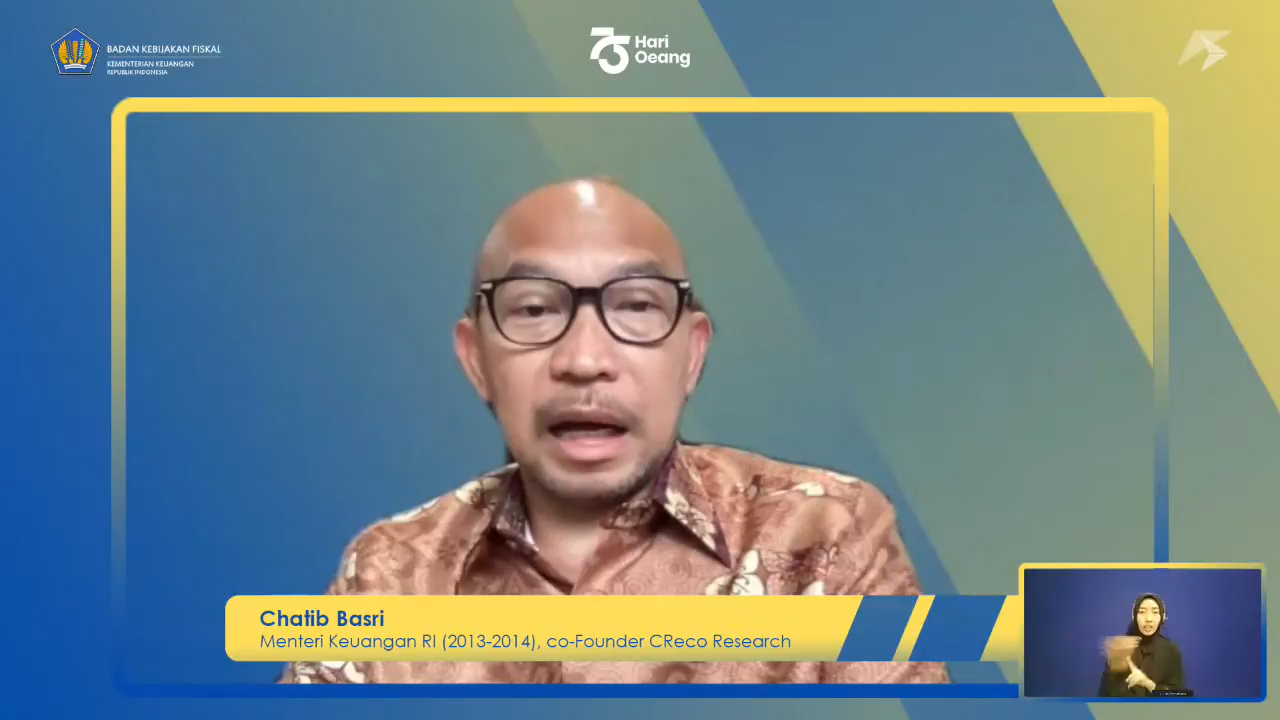 BADAN KEBIJAKAN FISKAL
KEMENTERIAN KEUANGAN
REPUBLIK INDONESIA
75 Hari
Oeang
Chatib Basri
Menteri Keuangan RI (2013-2014), co-Founder CReco Research